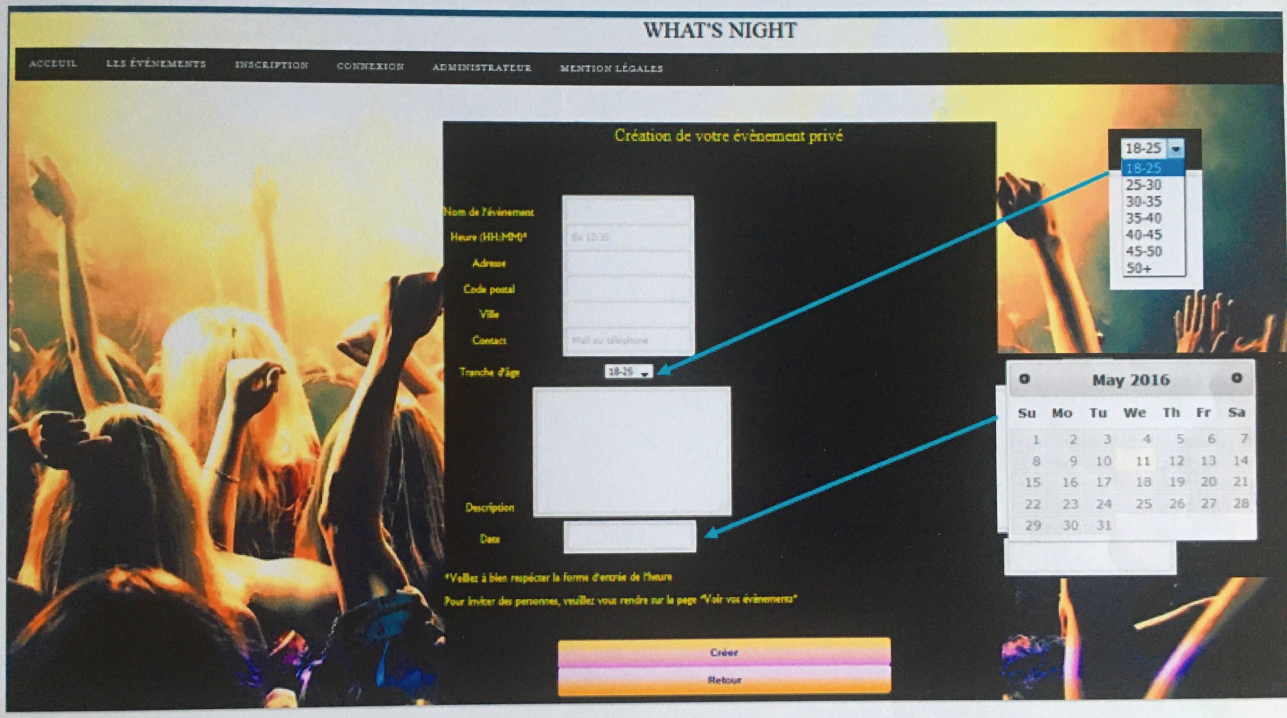 WHAT'S NIGHT
ACCEUIL LES ÉVÉNEMENTS INSCRIPTION CONNEXION ADMINISTRATEUR MENTION LÉGALES
Création de votre évènement privé
Nom de l'évènement
Heure (HH:MM)* Ex 12:35
Adresse
Code postal
Ville
Contact Mail ou téléphone
Tranche d'âge 18-25
Description
Date
*Veillez à bien respécter la forme d'entrée de l'heure
Pour inviter des personnes, veuillez vous rendre sur la page "Voir vos évènements"
Créer
Retour
18-25
18-25
25-30
30-35
35-40
40-45
45-50
50+
May 2016
Su Mo Tu We Th Fr Sa
1 2 3 4 5 6 7
8 9 10 11 12 13 14
15 16 17 18 19 20 21
22 23 24 25 26 27 28
29 30 31